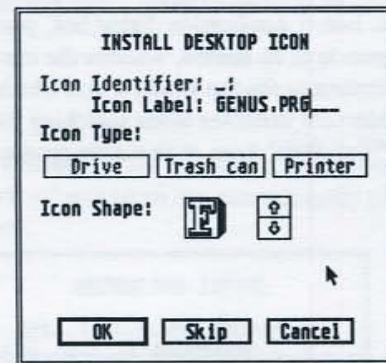 INSTALL DESKTOP ICON
Icon Identifier: _:
Icon Label: GENUS.PRG___
Icon Type:
Drive Trash can Printer
Icon Shape: F
OK Skip Cancel